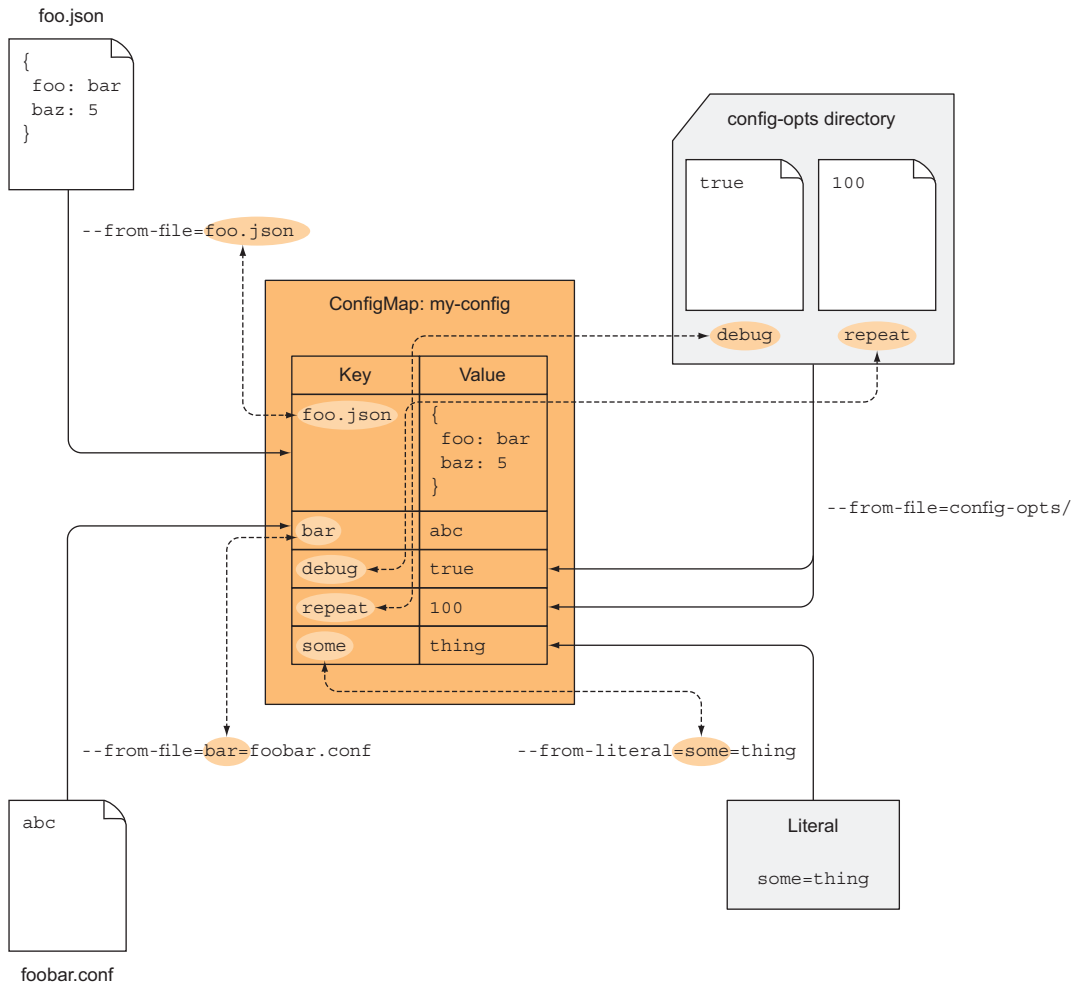 foo.json
{
foo: bar
baz: 5
}
--from-file=foo.json
config-opts directory
true
100
debug
repeat
ConfigMap: my-config
Key
Value
foo.json
{
foo: bar
baz: 5
}
bar
abc
debug
true
repeat
100
some
thing
--from-file=config-opts/
--from-file=bar=foobar.conf
--from-literal=some=thing
abc
foobar.conf
Literal
some=thing